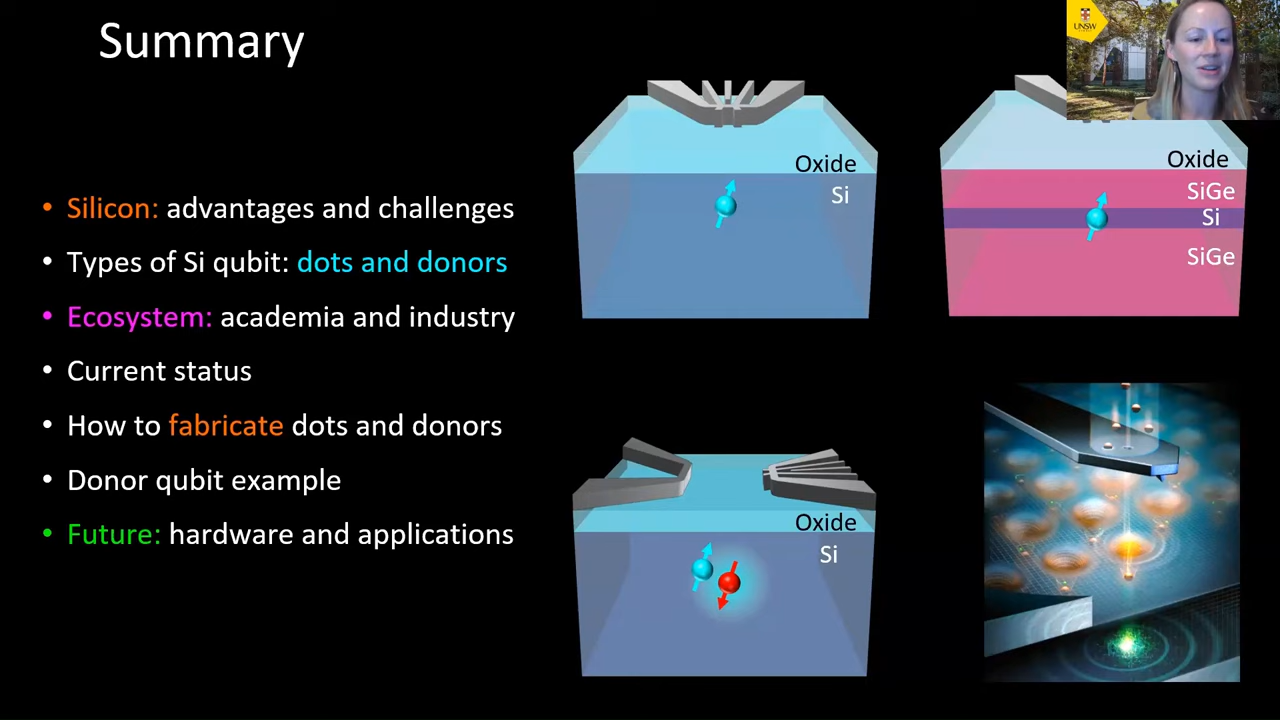 Summary
UNSW
• Silicon: advantages and challenges
• Types of Si qubit: dots and donors
• Ecosystem: academia and industry
• Current status
• How to fabricate dots and donors
• Donor qubit example
• Future: hardware and applications
Oxide
Si
Oxide
SiGe
Si
SiGe
Oxide
Si